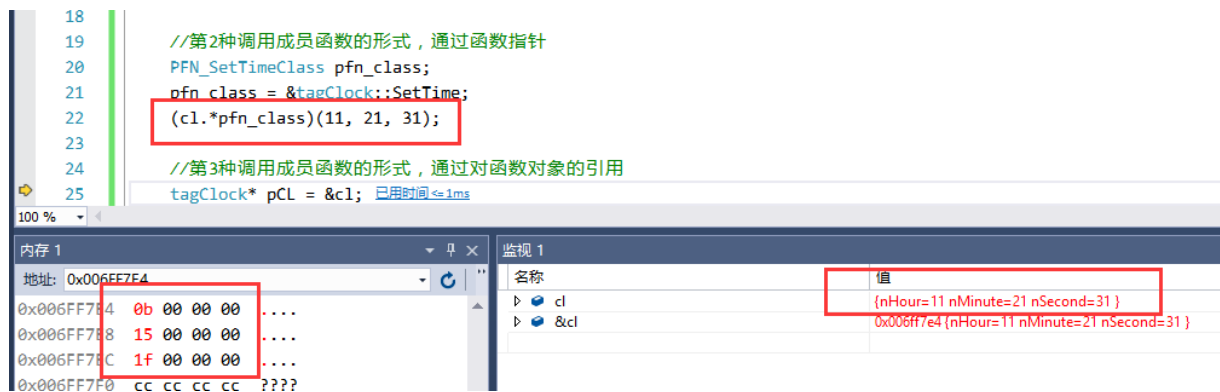 18
19 //第2种调用成员函数的形式，通过函数指针
20 PFN_SetTimeClass pfn_class;
21 pfn_class = &tagClock::SetTime;
22 (cl.*pfn_class)(11, 21, 31);
23
24 //第3种调用成员函数的形式，通过对函数对象的引用
25 tagClock* pCL = &cl; 已用时间<=1ms
100 %
内存 1
地址: 0x006FF7E4
0x006FF7E4 0b 00 00 00 ....
0x006FF7E8 15 00 00 00 ....
0x006FF7EC 1f 00 00 00 ....
0x006FF7F0 cc cc cc cc ????
监视 1
名称 值
cl {nHour=11 nMinute=21 nSecond=31 }
&cl 0x006ff7e4 {nHour=11 nMinute=21 nSecond=31 }